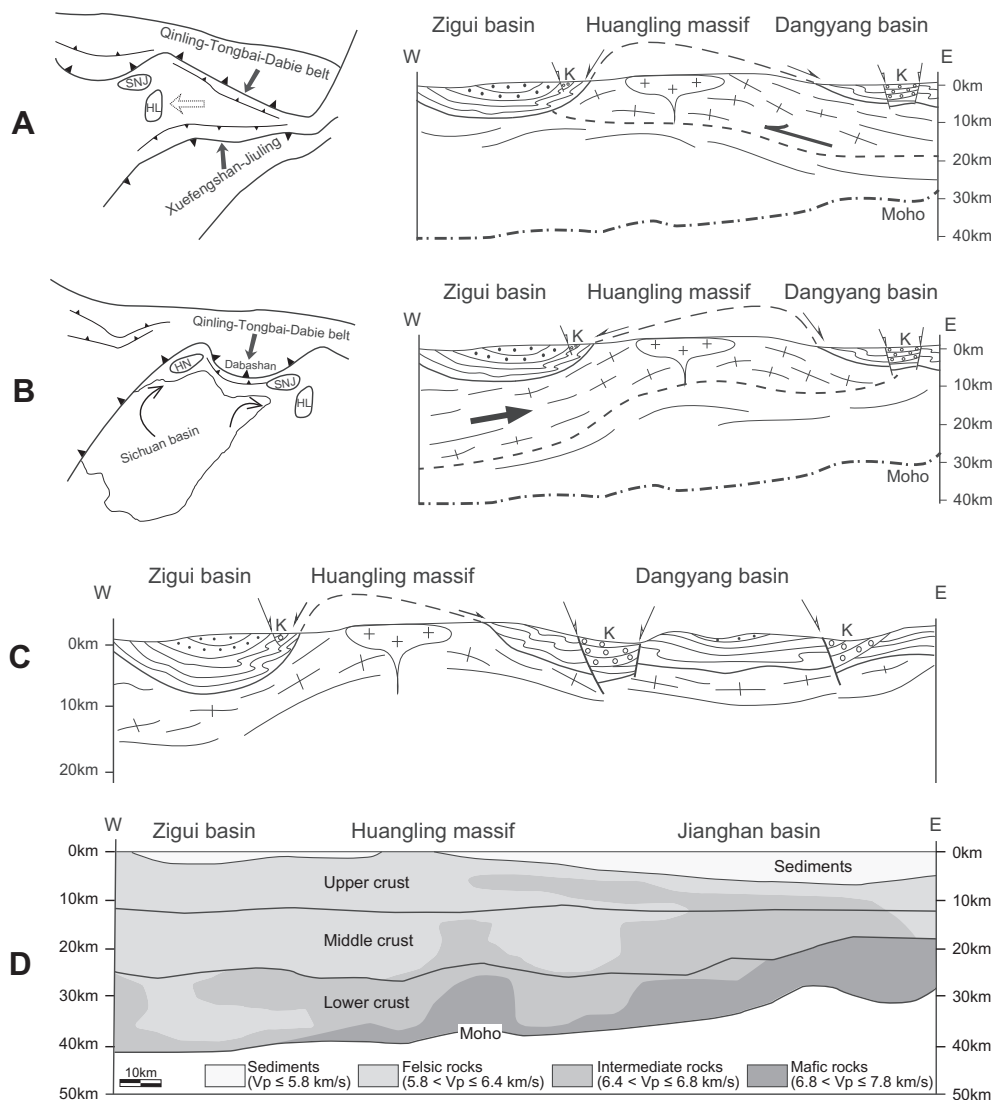 A
Qinling-Tongbai-Dabie belt
SNJ
HL
Xuefengshan-Jiuling
Zigui basin Huangling massif Dangyang basin
W E
K K
0km
10km
20km
30km
Moho
40km
B
Qinling-Tongbai-Dabie belt
HN
Dabashan
SNJ
HL
Sichuan basin
Zigui basin Huangling massif Dangyang basin
W E
K K
0km
10km
20km
30km
Moho
40km
C
Zigui basin Huangling massif Dangyang basin
W E
K K K
0km
10km
20km
D
W Zigui basin Huangling massif Jianghan basin E
0km Sediments 0km
Upper crust
10km 10km
Middle crust
20km 20km
30km Lower crust 30km
Moho
40km 40km
10km
Sediments
(Vp ≤ 5.8 km/s)
Felsic rocks
(5.8 < Vp ≤ 6.4 km/s)
Intermediate rocks
(6.4 < Vp ≤ 6.8 km/s)
Mafic rocks
(6.8 < Vp ≤ 7.8 km/s)
50km 50km